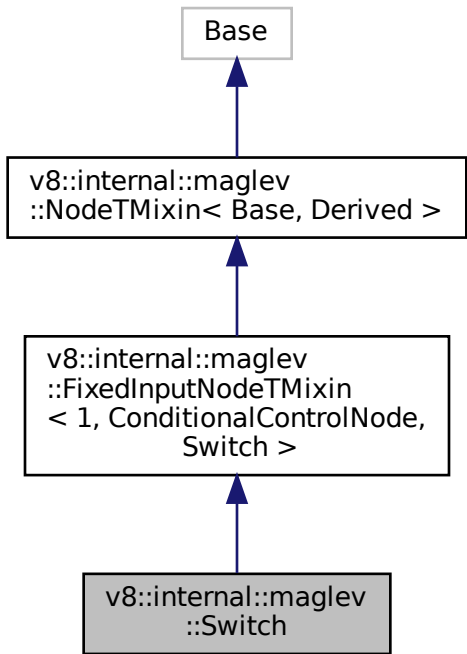 Base
v8::internal::maglev
::NodeTMixin< Base, Derived >
v8::internal::maglev
::FixedInputNodeTMixin
< 1, ConditionalControlNode,
Switch >
v8::internal::maglev
::Switch